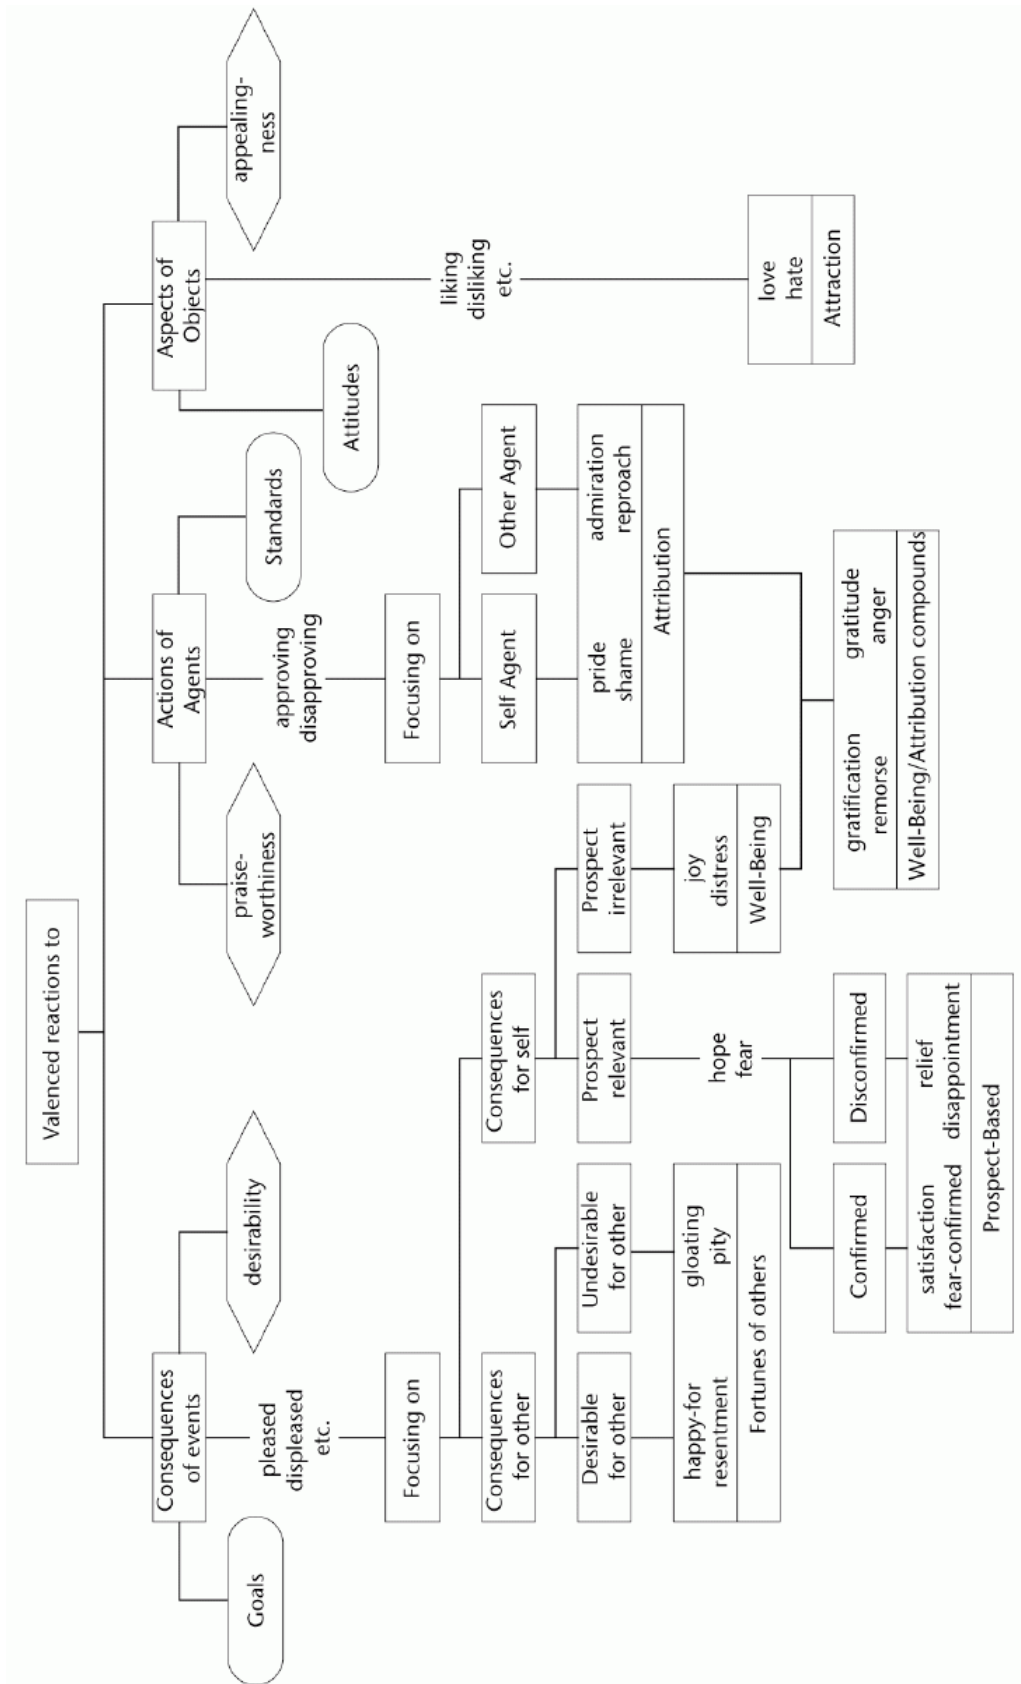 Valenced reactions to
Consequences
of events
Actions of
Agents
Aspects of
Objects
Goals
desirability
praise-
worthiness
Standards
Attitudes
appealing-
ness
pleased
displeased
etc.
approving
disapproving
liking
disliking
etc.
Focusing on
Focusing on
Consequences
for other
Consequences
for self
Self Agent
Other Agent
Desirable
for other
Undesirable
for other
Prospect
relevant
Prospect
irrelevant
pride
shame
admiration
reproach
Attribution
happy-for
resentment
gloating
pity
Fortunes of others
hope
fear
joy
distress
Well-Being
love
hate
Attraction
Confirmed
Disconfirmed
gratification
remorse
gratitude
anger
Well-Being/Attribution compounds
satisfaction
fear-confirmed
relief
disappointment
Prospect-Based